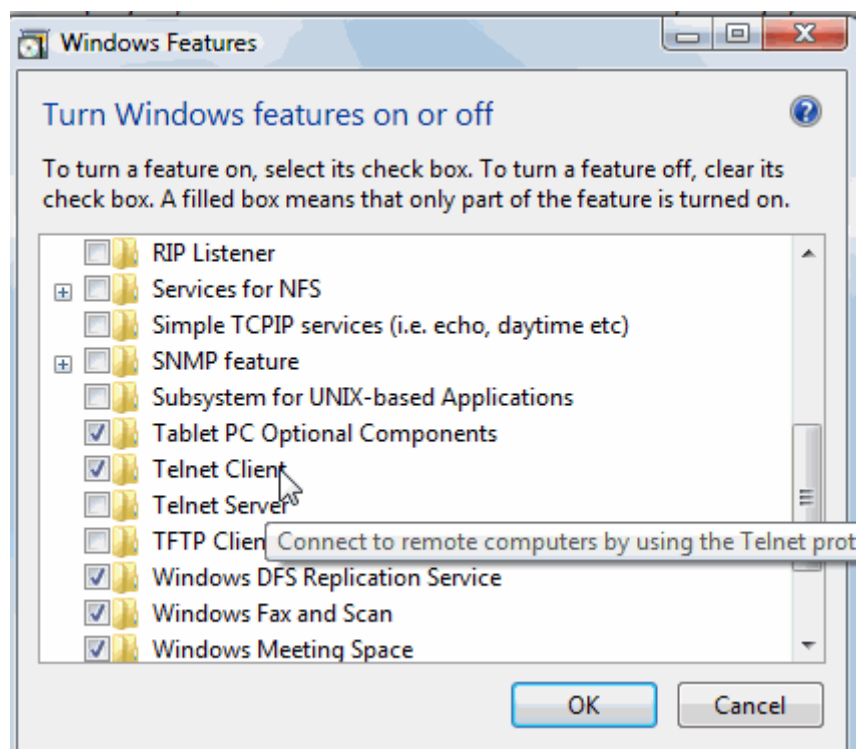 Windows Features
Turn Windows features on or off
To turn a feature on, select its check box. To turn a feature off, clear its
check box. A filled box means that only part of the feature is turned on.
RIP Listener
Services for NFS
Simple TCPIP services (i.e. echo, daytime etc)
SNMP feature
Subsystem for UNIX-based Applications
Tablet PC Optional Components
Telnet Client
Telnet Server
TFTP Clien
Connect to remote computers by using the Telnet prot
Windows DFS Replication Service
Windows Fax and Scan
Windows Meeting Space
OK
Cancel